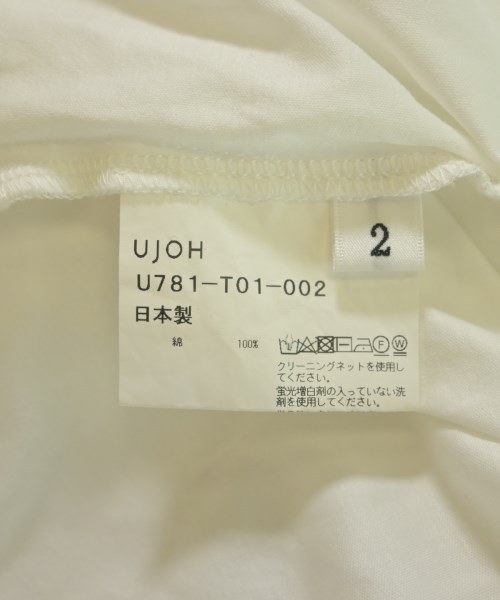 2
UJOH
U781-T01-002
日本製
綿 100%
クリーニングネットを使用し
てください。
蛍光増白剤の入っていない洗
剤を使用してください。